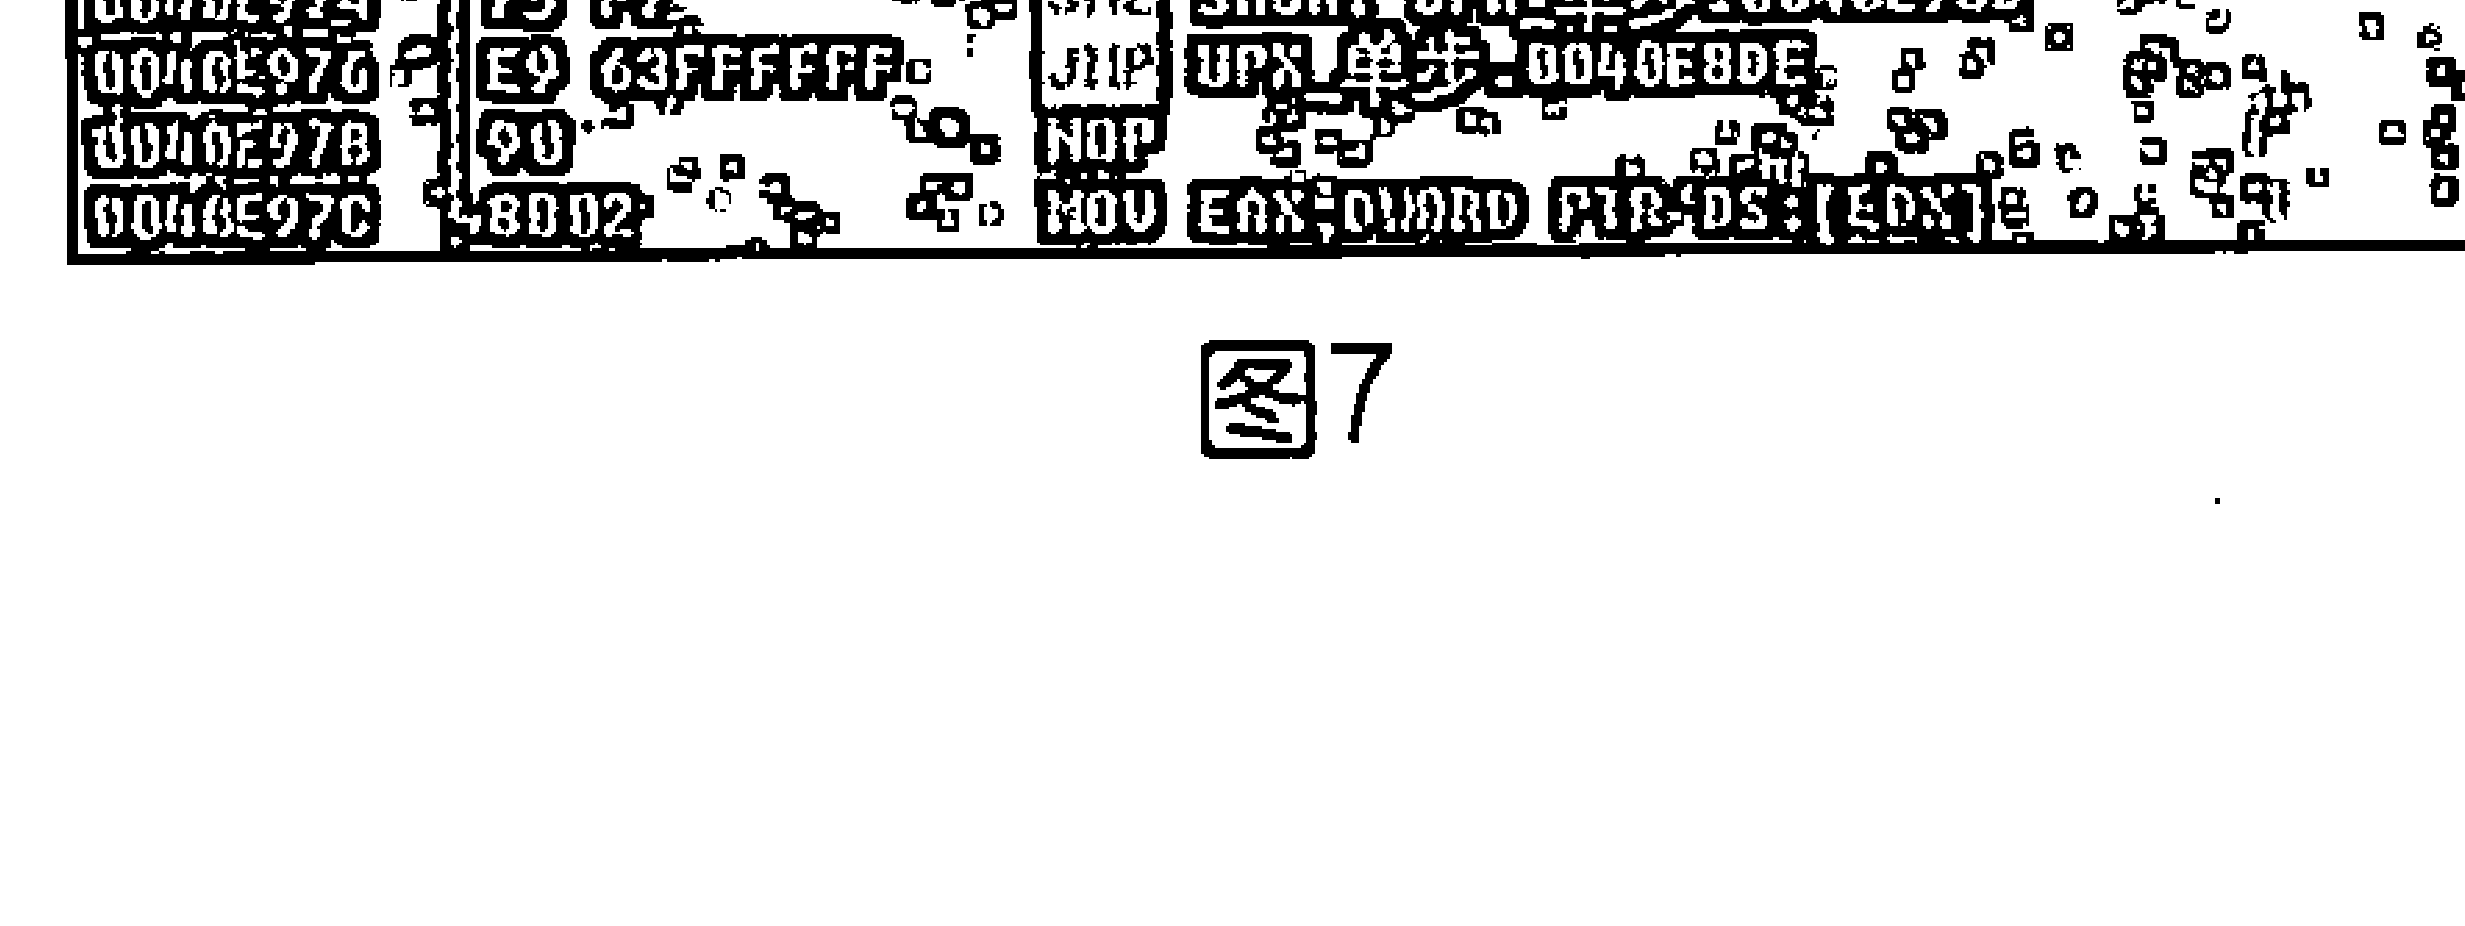 0040E976 E9 63FFFFFF JMP UPX_单步.0040E8DE
0040E97B 90 NOP
0040E97C 8B02 MOV EAX,DWORD PTR DS:[EDX]
图7